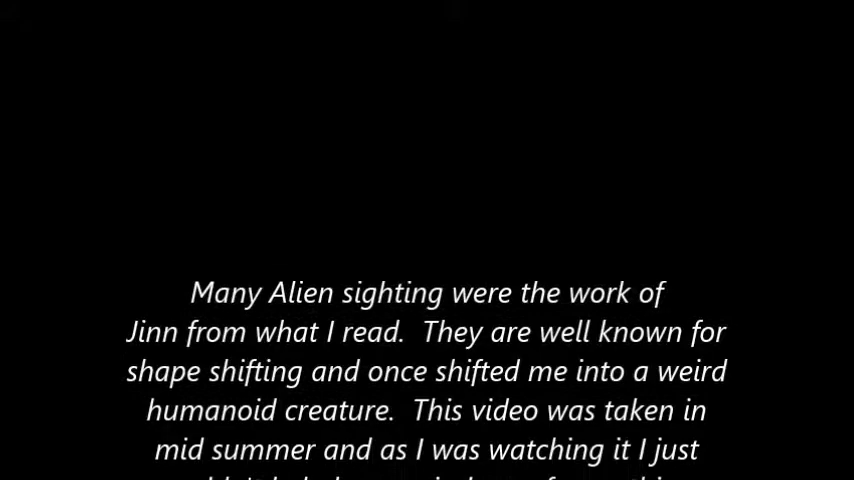 Many Alien sighting were the work of
Jinn from what I read.  They are well known for
shape shifting and once shifted me into a weird
humanoid creature.  This video was taken in
mid summer and as I was watching it I just